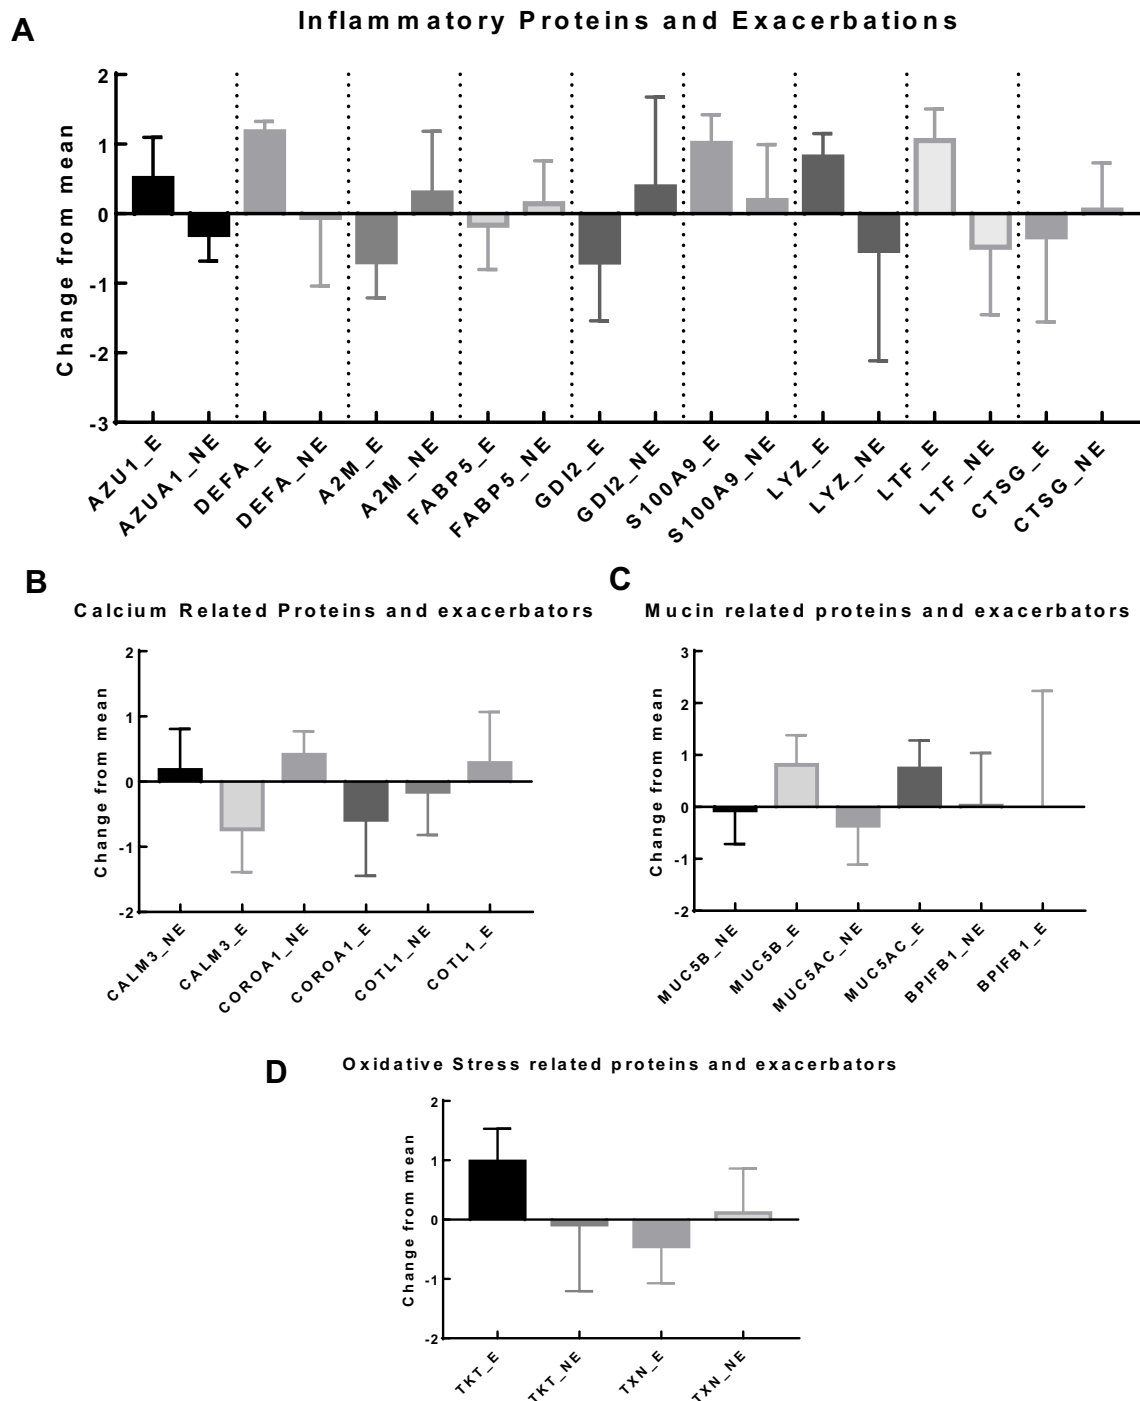 A
Inflammatory Proteins and Exacerbations
Change from mean
2
1
0
-1
-2
-3
AZU1_E
AZUA1_NE
DEFA_E
DEFA_NE
A2M_E
A2M_NE
FABP5_E
FABP5_NE
GDI2_E
GDI2_NE
S100A9_E
S100A9_NE
LYZ_E
LYZ_NE
LTF_E
LTF_NE
CTSG_E
CTSG_NE
B
Calcium Related Proteins and exacerbators
Change from mean
2
1
0
-1
-2
CALM3_NE
CALM3_E
COROA1_NE
COROA1_E
COTL1_NE
COTL1_E
C
Mucin related proteins and exacerbators
Change from mean
3
2
1
0
-1
-2
MUC5B_NE
MUC5B_E
MUC5AC_NE
MUC5AC_E
BPIFB1_NE
BPIFB1_E
D
Oxidative Stress related proteins and exacerbators
Change from mean
2
1
0
-1
-2
TKT_E
TKT_NE
TXN_E
TXN_NE